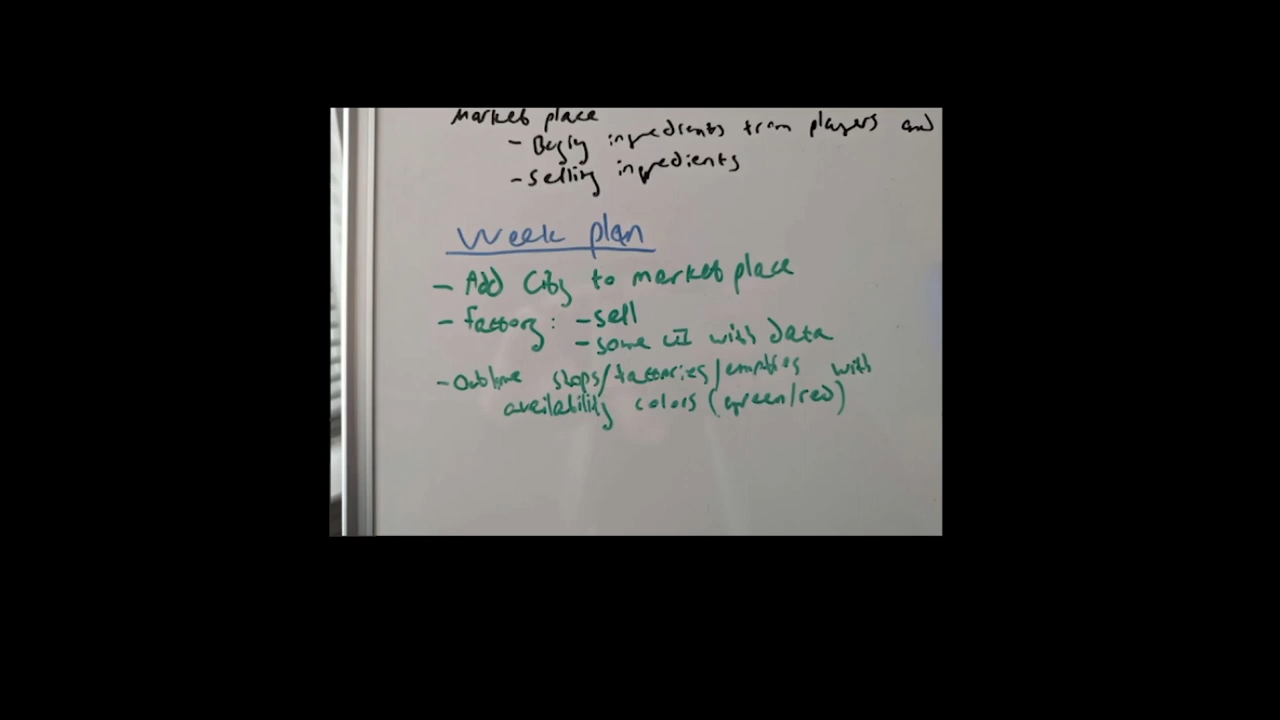 Market place
- Buying ingredients from players and
- Selling ingredients
Week plan
- Add City to market place
- factory: - sell
- some UI with data
- Outline shops/factories/empties with
availability colors (green/red)